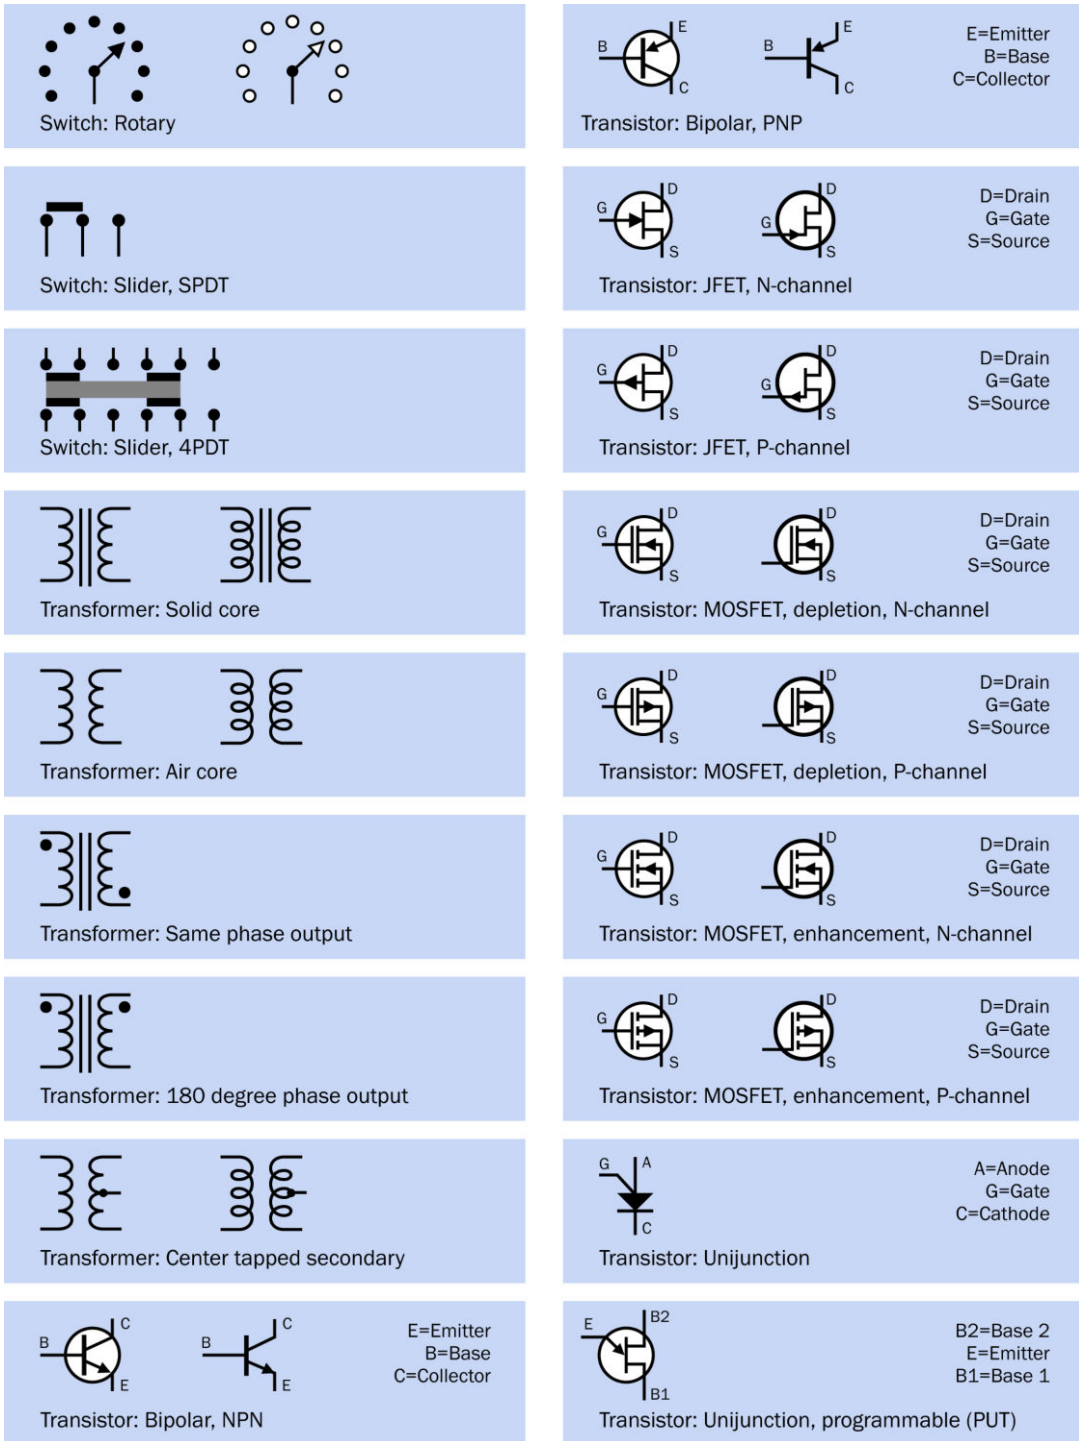 Switch: Rotary
Switch: Slider, SPDT
Switch: Slider, 4PDT
Transformer: Solid core
Transformer: Air core
Transformer: Same phase output
Transformer: 180 degree phase output
Transformer: Center tapped secondary
B
C
E
B
C
E
E=Emitter
B=Base
C=Collector
Transistor: Bipolar, NPN
B
E
C
B
E
C
E=Emitter
B=Base
C=Collector
Transistor: Bipolar, PNP
G
D
S
G
D
S
D=Drain
G=Gate
S=Source
Transistor: JFET, N-channel
G
D
S
G
D
S
D=Drain
G=Gate
S=Source
Transistor: JFET, P-channel
G
D
S
D
S
D=Drain
G=Gate
S=Source
Transistor: MOSFET, depletion, N-channel
G
D
S
D
S
D=Drain
G=Gate
S=Source
Transistor: MOSFET, depletion, P-channel
G
D
S
D
S
D=Drain
G=Gate
S=Source
Transistor: MOSFET, enhancement, N-channel
G
D
S
D
S
D=Drain
G=Gate
S=Source
Transistor: MOSFET, enhancement, P-channel
G
A
C
A=Anode
G=Gate
C=Cathode
Transistor: Unijunction
E
B2
B1
B2=Base 2
E=Emitter
B1=Base 1
Transistor: Unijunction, programmable (PUT)